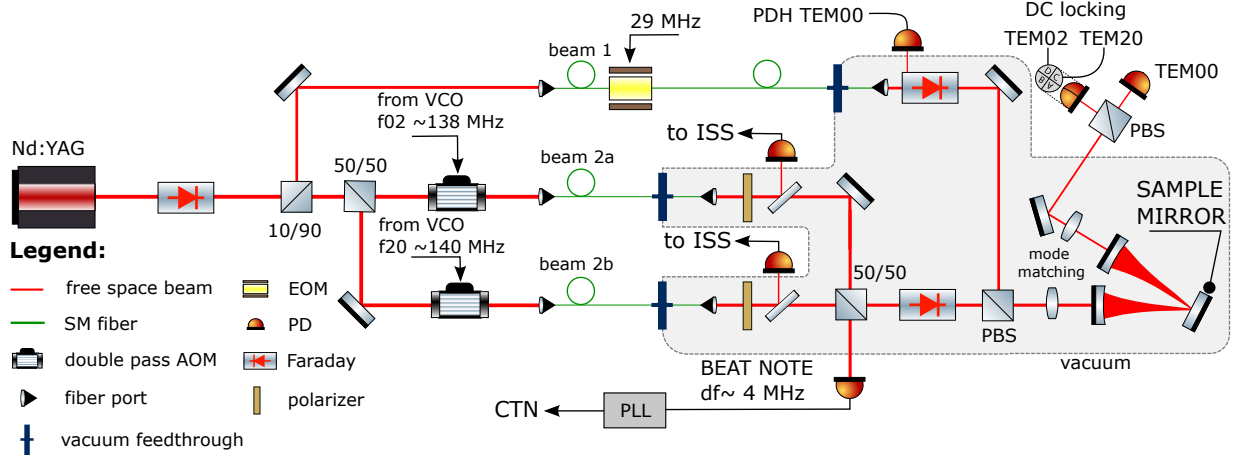 PDH TEM00
DC locking
TEM02 TEM20
29 MHz
beam 1
TEM00
D C
B A
from VCO
f02 ~138 MHz
PBS
Nd:YAG
to ISS
50/50
beam 2a
SAMPLE
MIRROR
10/90
from VCO
f20 ~140 MHz
to ISS
Legend:
mode
matching
beam 2b
50/50
free space beam
EOM
SM fiber
PD
PBS
double pass AOM
Faraday
vacuum
BEAT NOTE
df~ 4 MHz
fiber port
polarizer
CTN
PLL
vacuum feedthrough